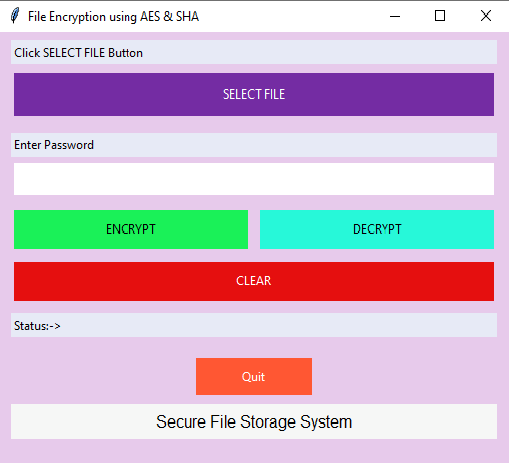 File Encryption using AES & SHA
Click SELECT FILE Button
SELECT FILE
Enter Password
ENCRYPT
DECRYPT
CLEAR
Status:->
Quit
Secure File Storage System